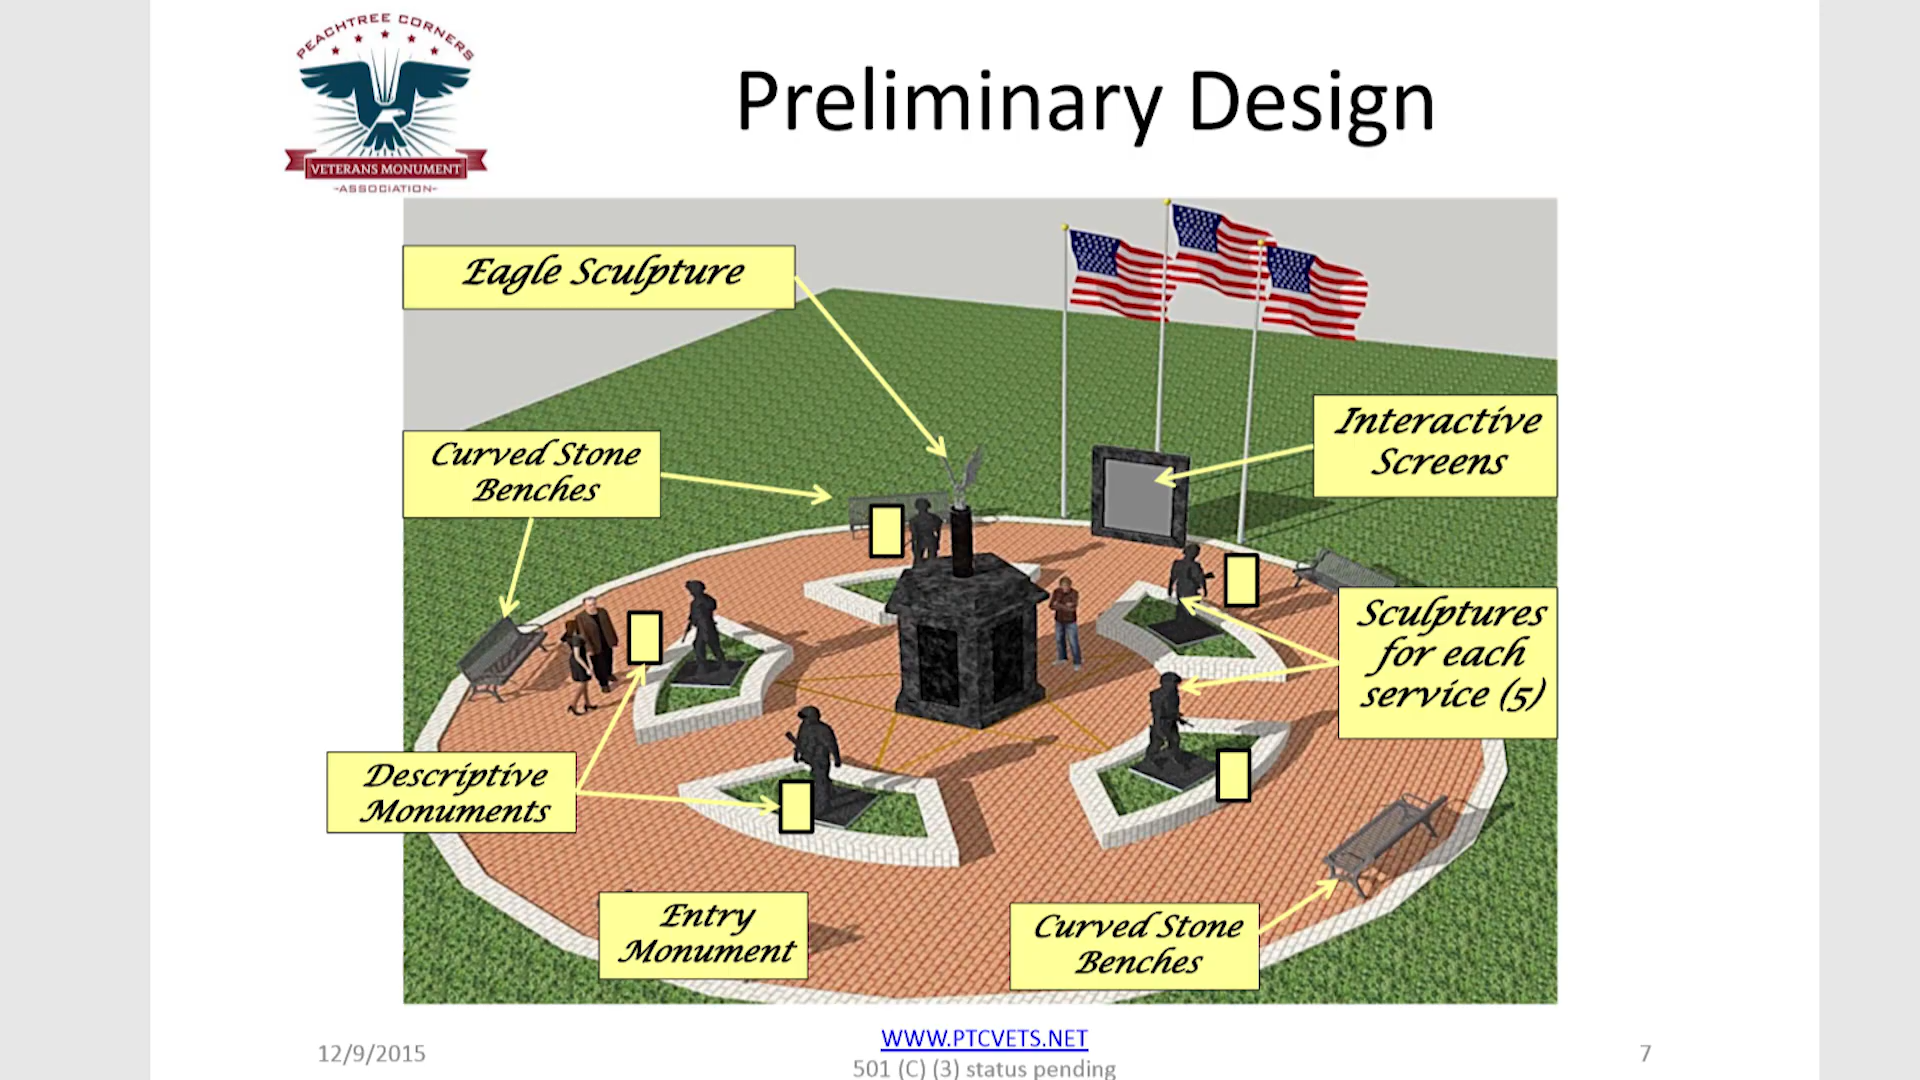 PEACHTREE CORNERS
VETERANS MONUMENT
-ASSOCIATION-
Preliminary Design
Eagle Sculpture
Interactive
Screens
Curved Stone
Benches
Sculptures
for each
service (5)
Descriptive
Monuments
Entry
Monument
Curved Stone
Benches
12/9/2015
WWW.PTCVETS.NET
501 (C) (3) status pending
7